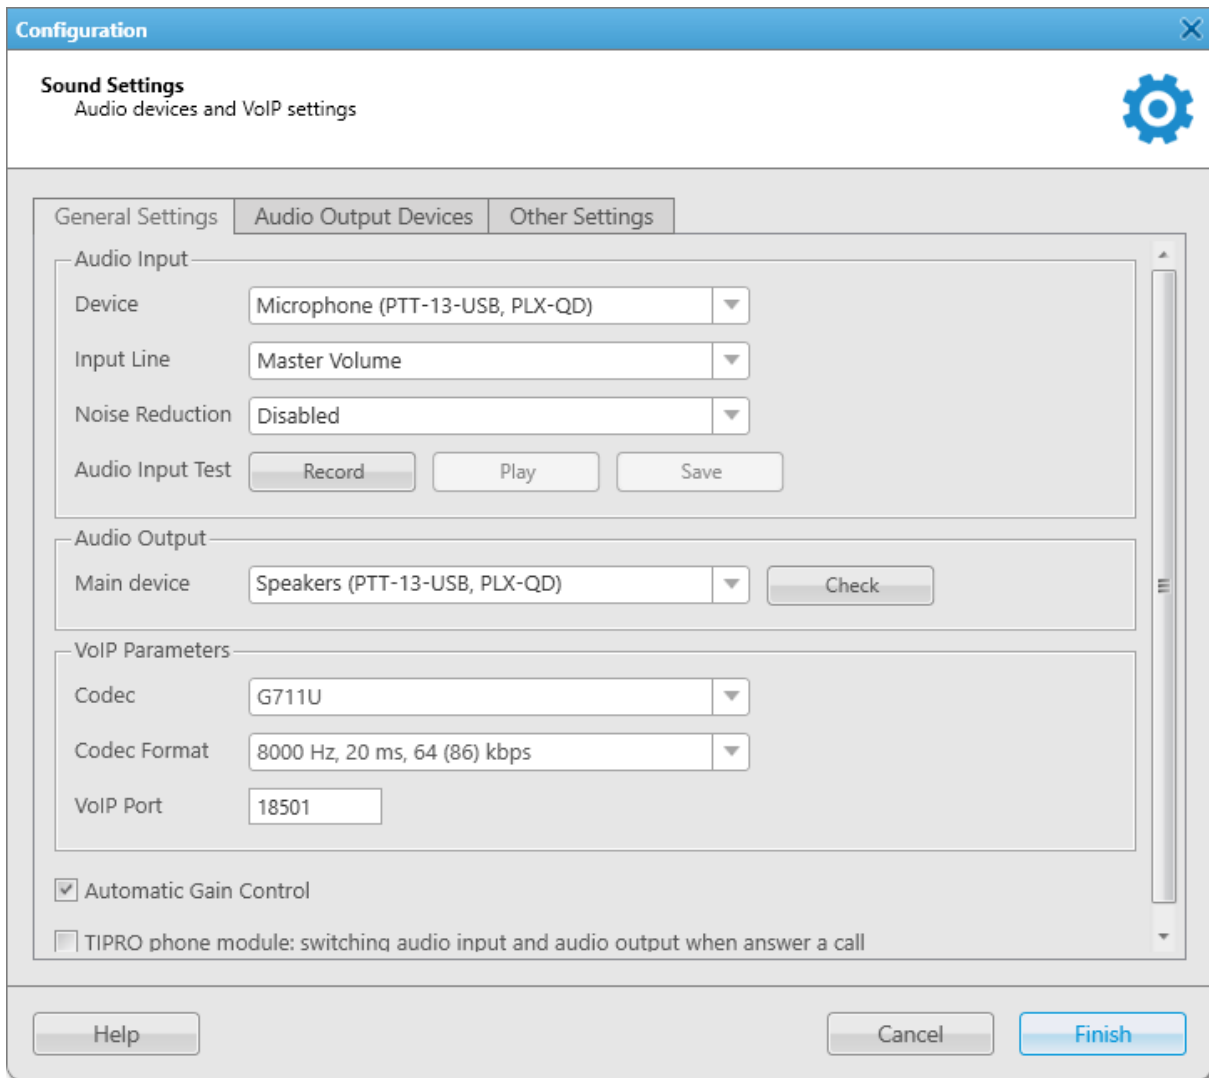 Configuration
Sound Settings
Audio devices and VoIP settings
General Settings Audio Output Devices Other Settings
Audio Input
Device Microphone (PTT-13-USB, PLX-QD)
Input Line Master Volume
Noise Reduction Disabled
Audio Input Test Record Play Save
Audio Output
Main device Speakers (PTT-13-USB, PLX-QD) Check
VoIP Parameters
Codec G711U
Codec Format 8000 Hz, 20 ms, 64 (86) kbps
VoIP Port 18501
Automatic Gain Control
TIPRO phone module: switching audio input and audio output when answer a call
Help Cancel Finish